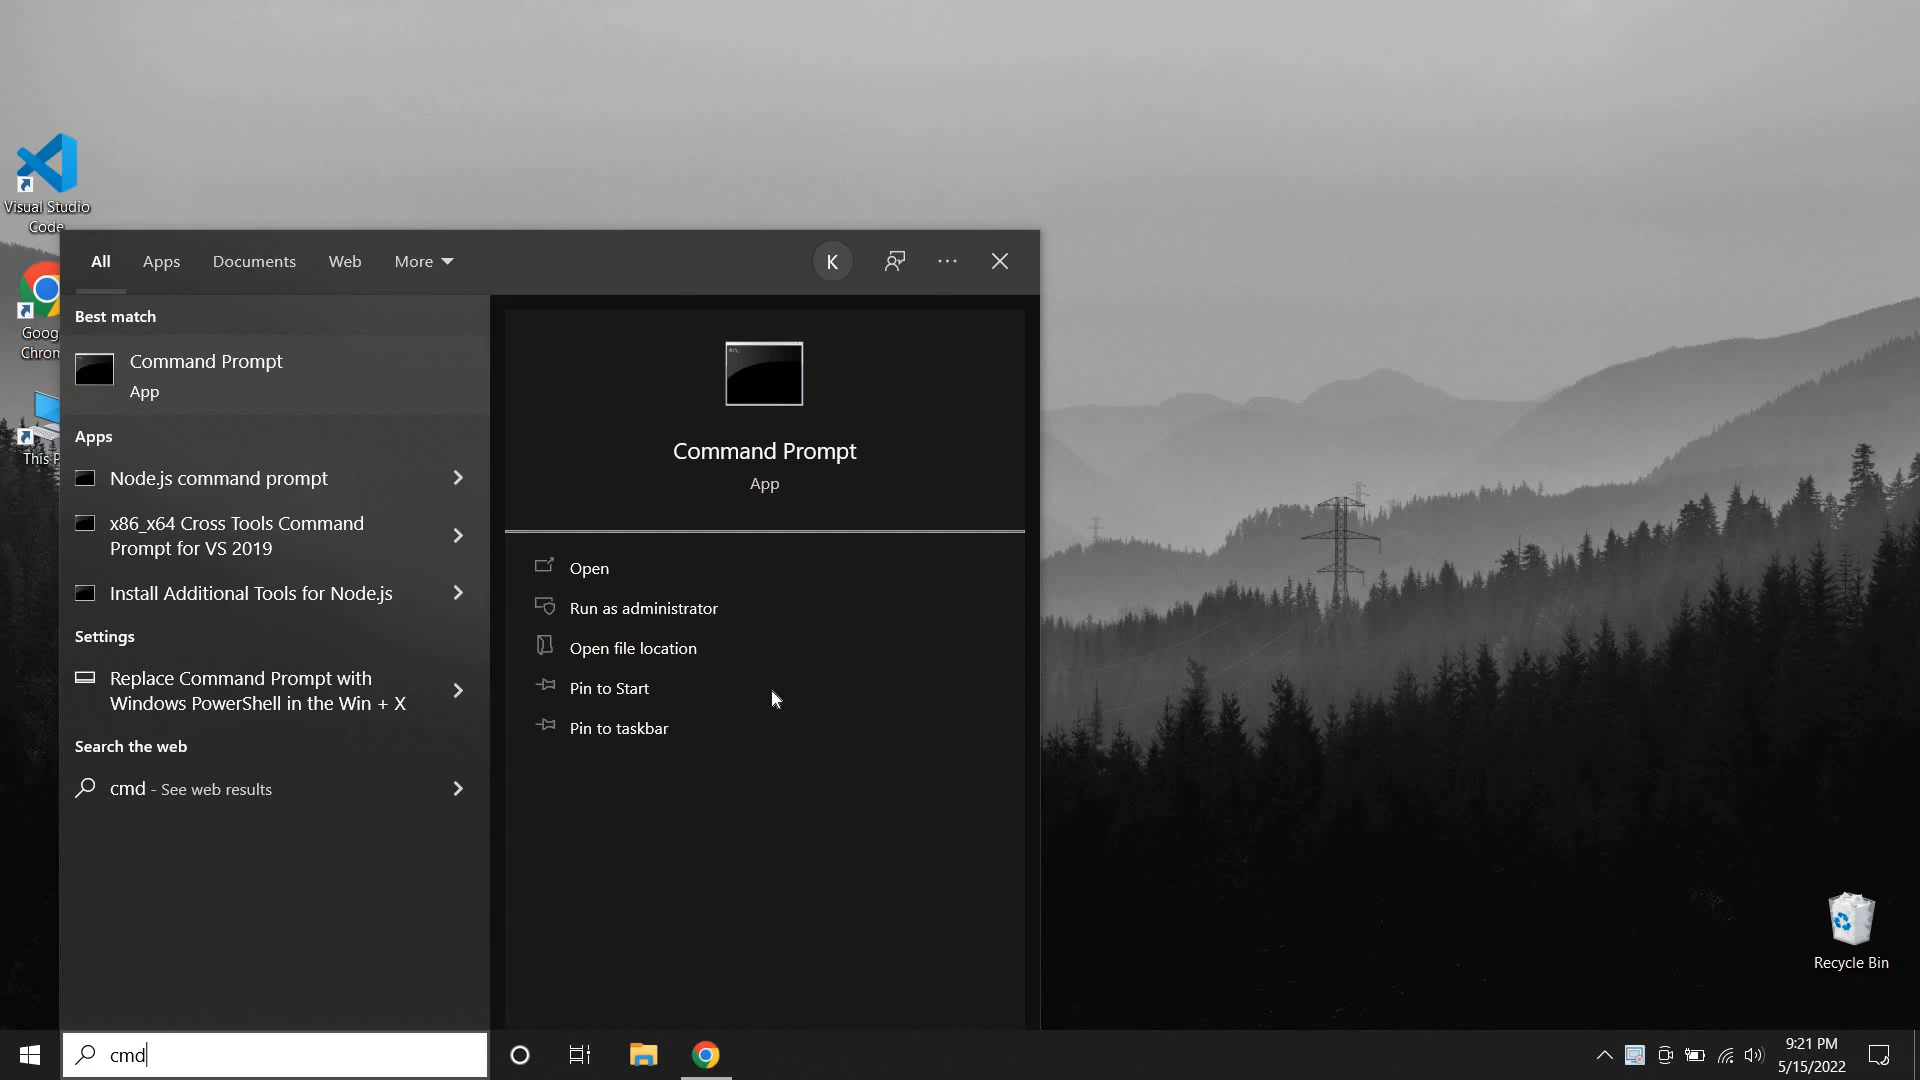 Visual Studio
Code
Goog
Chron
This P
All
Apps
Documents
Web
More
K
Best match
Command Prompt
App
Apps
Node.js command prompt
x86_x64 Cross Tools Command
Prompt for VS 2019
Install Additional Tools for Node.js
Settings
Replace Command Prompt with
Windows PowerShell in the Win + X
Search the web
cmd - See web results
Command Prompt
App
Open
Run as administrator
Open file location
Pin to Start
Pin to taskbar
Recycle Bin
cmd
9:21 PM
5/15/2022